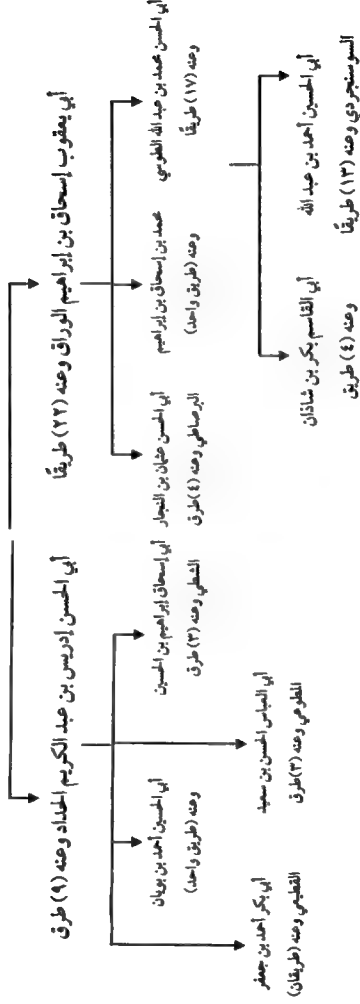 أبي يعقوب إسحاق بن إبراهيم الوراق وعنه (٢٢) طريقًا
أبي الحسن إدريس بن عبد الكريم الحداد وعنه (٩) طرق
أبي الحسن محمد بن عبد الله الطوسي
وعنه (١٧) طريقًا
محمد بن إسحاق بن إبراهيم
وعنه (طريق واحد)
أبي الحسن عثمان بن النجار
البرصاطي وعنه (٤) طرق
أبي إسحاق إبراهيم بن الحسين
الشطي وعنه (٣) طرق
أبي العباس الحسن بن سعيد
المطوعي وعنه (٣) طرق
أبي الحسين أحمد بن بويان
وعنه (طريق واحد)
أبي بكر أحمد بن جعفر
القطيعي وعنه (طريقان)
أبي الحسين أحمد بن عبد الله
السوسنجردي وعنه (١٣) طريقًا
أبي القاسم بكر بن شاذان
وعنه (٤) طريق